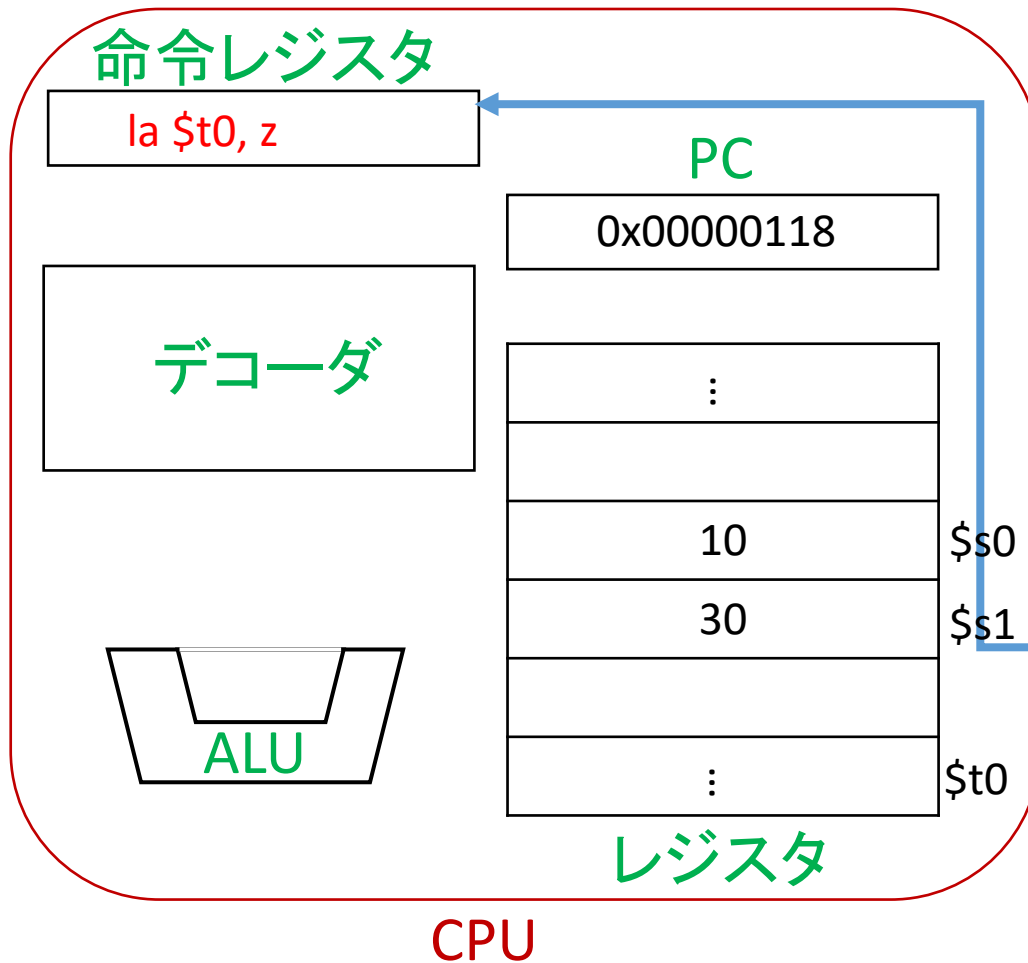 命令レジスタ
la $t0, z
PC
0x00000118
デコーダ
⋮
10 $s0
30 $s1
ALU
⋮ $t0
レジスタ
CPU